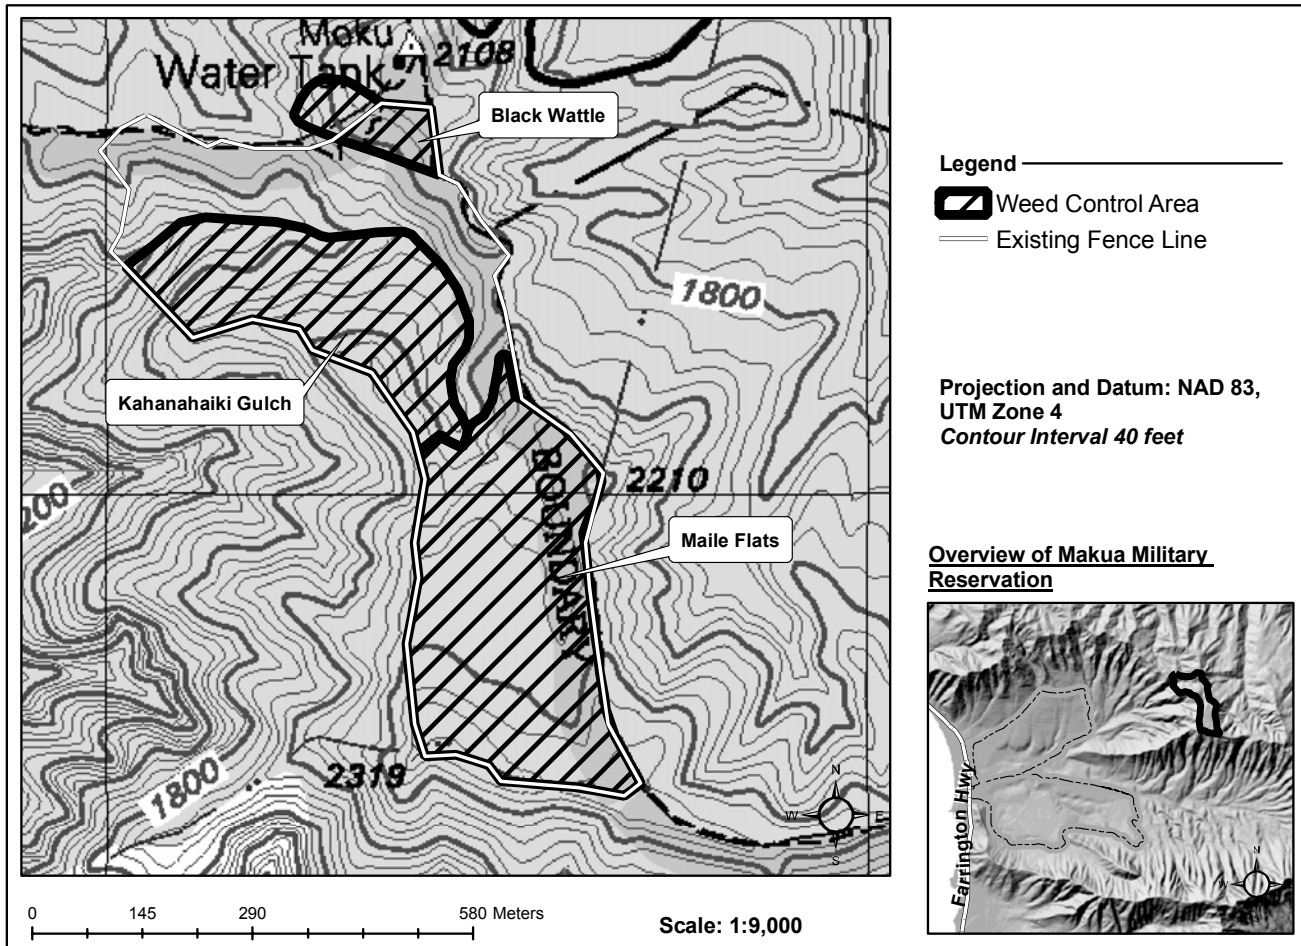 Moku
Water Tank
2108
Black Wattle
1800
Kahanahaiki Gulch
BOUNDARY
2210
200
Maile Flats
2319
1800
N
W E
S
0 145 290 580 Meters
Scale: 1:9,000
Legend
Weed Control Area
Existing Fence Line
Projection and Datum: NAD 83,
UTM Zone 4
Contour Interval 40 feet
Overview of Makua Military
Reservation
Farrington Hwy
N
W E
S